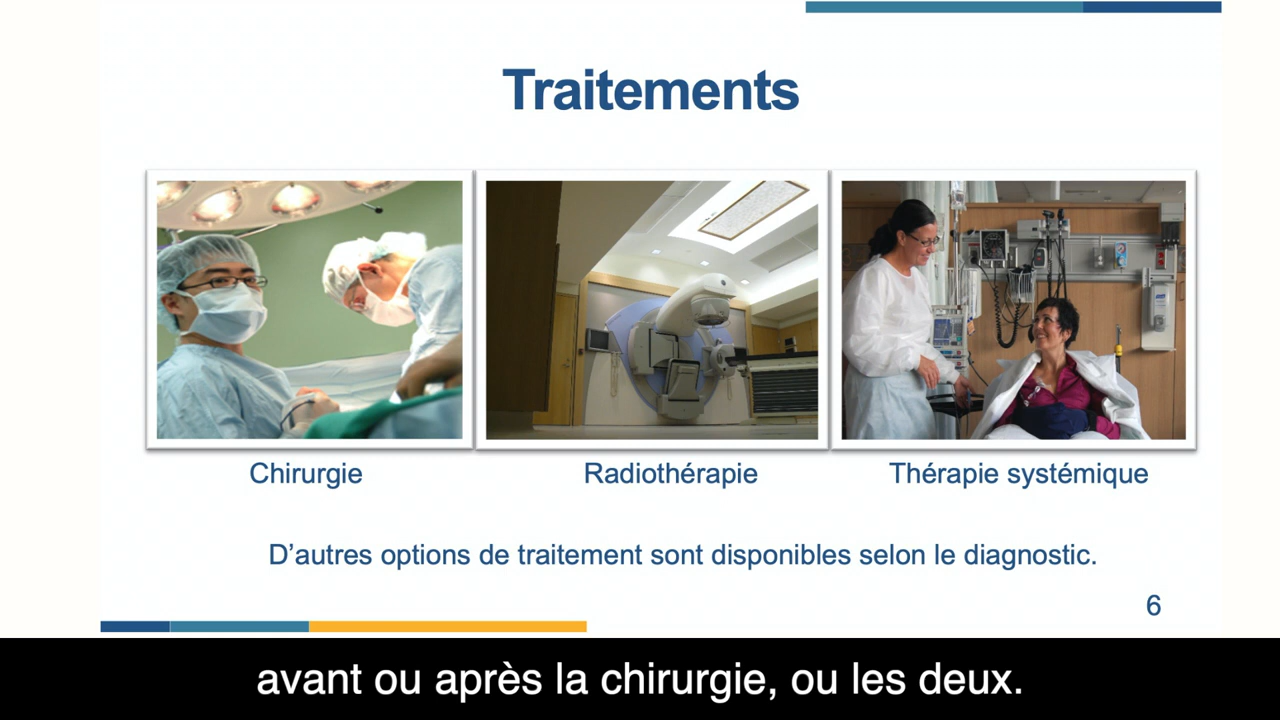 Traitements
Chirurgie
Radiothérapie
Thérapie systémique
D’autres options de traitement sont disponibles selon le diagnostic.
6
avant ou après la chirurgie, ou les deux.